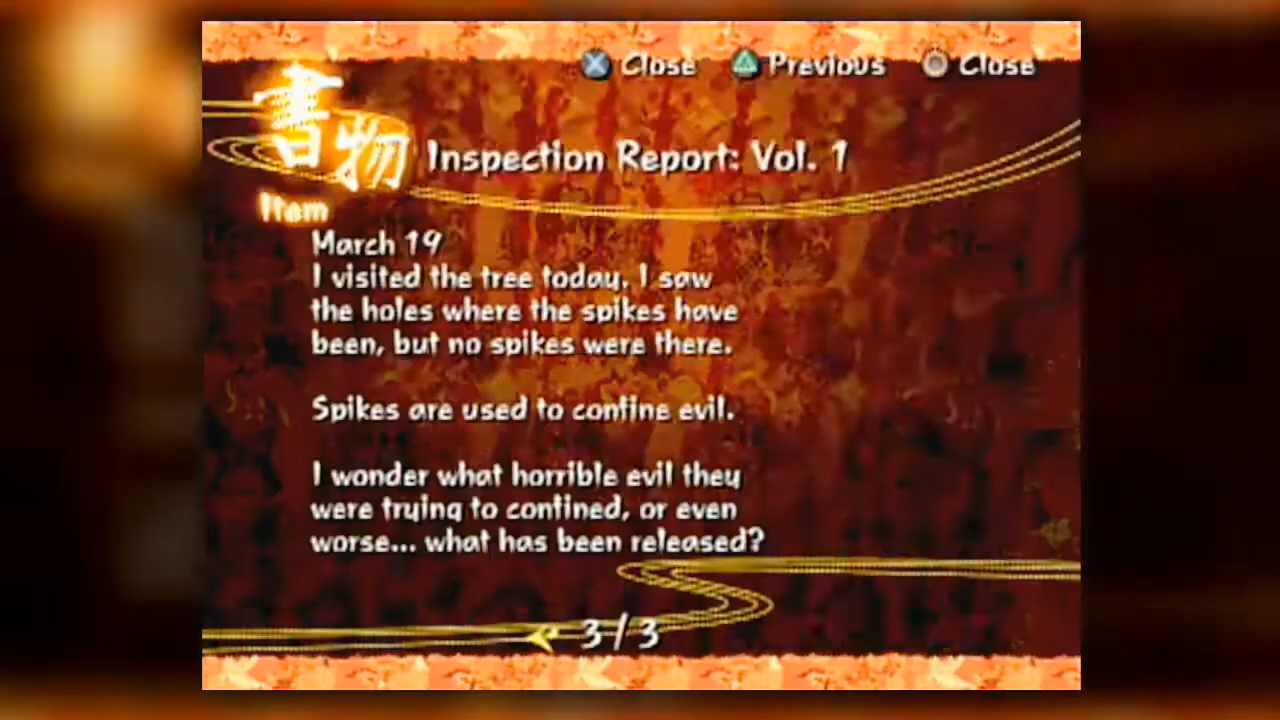 Close Previous Close
書物
Inspection Report: Vol. 1
Item
March 19
I visited the tree today. I saw
the holes where the spikes have
been, but no spikes were there.
Spikes are used to confine evil.
I wonder what horrible evil they
were trying to confined, or even
worse... what has been released?
3/3